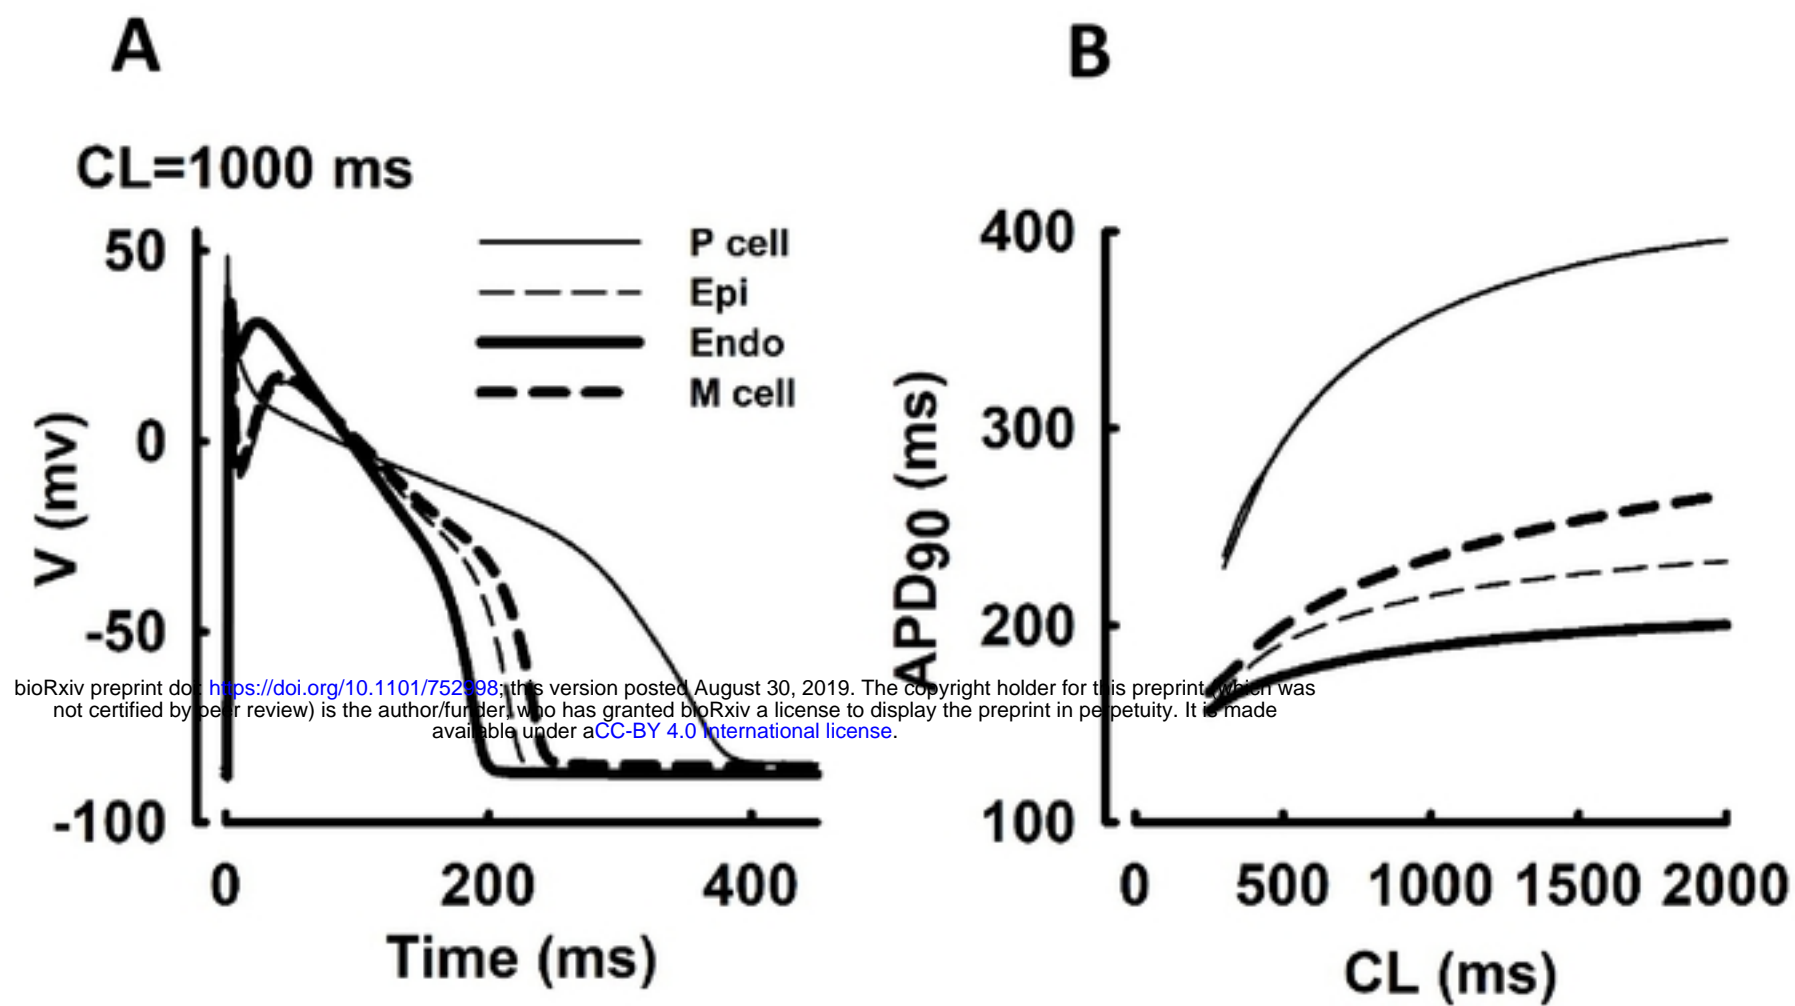 A
B
CL=1000 ms
50
0
-50
-100
V (mv)
P cell
Epi
Endo
M cell
0
200
400
Time (ms)
400
300
200
100
APD90 (ms)
0
500
1000
1500
2000
CL (ms)
bioRxiv preprint doi: https://doi.org/10.1101/752998; this version posted August 30, 2019. The copyright holder for this preprint (which was
not certified by peer review) is the author/funder, who has granted bioRxiv a license to display the preprint in perpetuity. It is made
available under aCC-BY 4.0 International license.